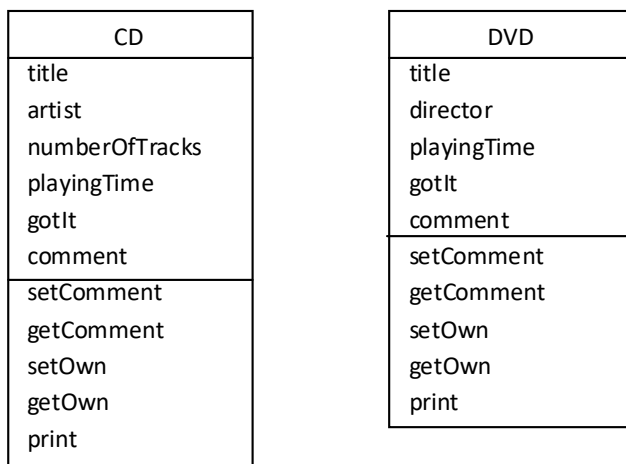 CD
title
artist
numberOfTracks
playingTime
gotIt
comment
setComment
getComment
setOwn
getOwn
print
DVD
title
director
playingTime
gotIt
comment
setComment
getComment
setOwn
getOwn
print